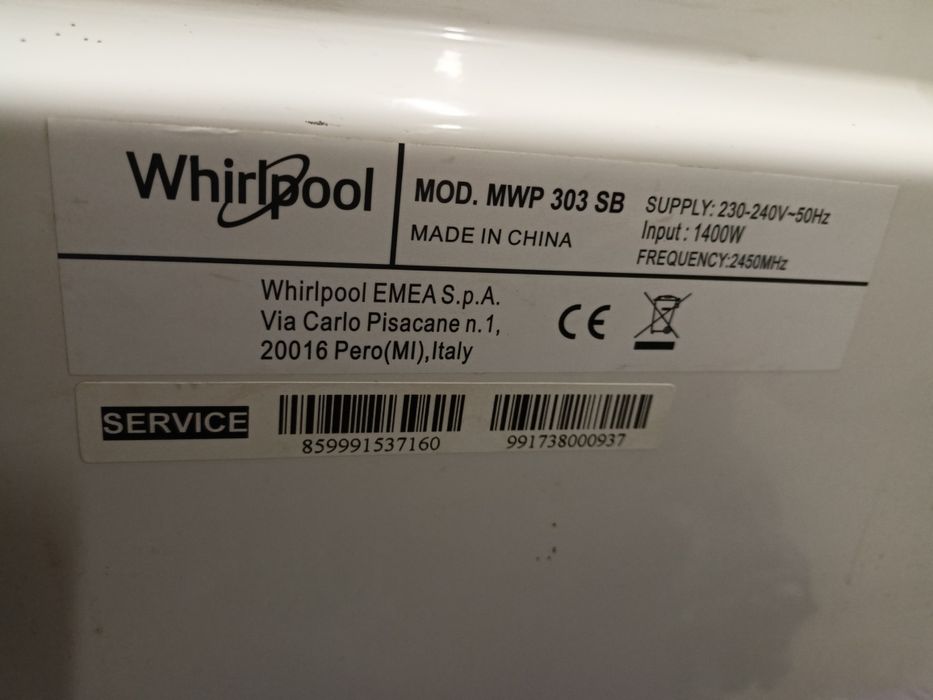 Whirlpool
MOD. MWP 303 SB
MADE IN CHINA
SUPPLY: 230-240V~50Hz
Input : 1400W
FREQUENCY:2450MHz
Whirlpool EMEA S.p.A.
Via Carlo Pisacane n.1,
20016 Pero(MI),Italy
CE
SERVICE
859991537160
991738000937